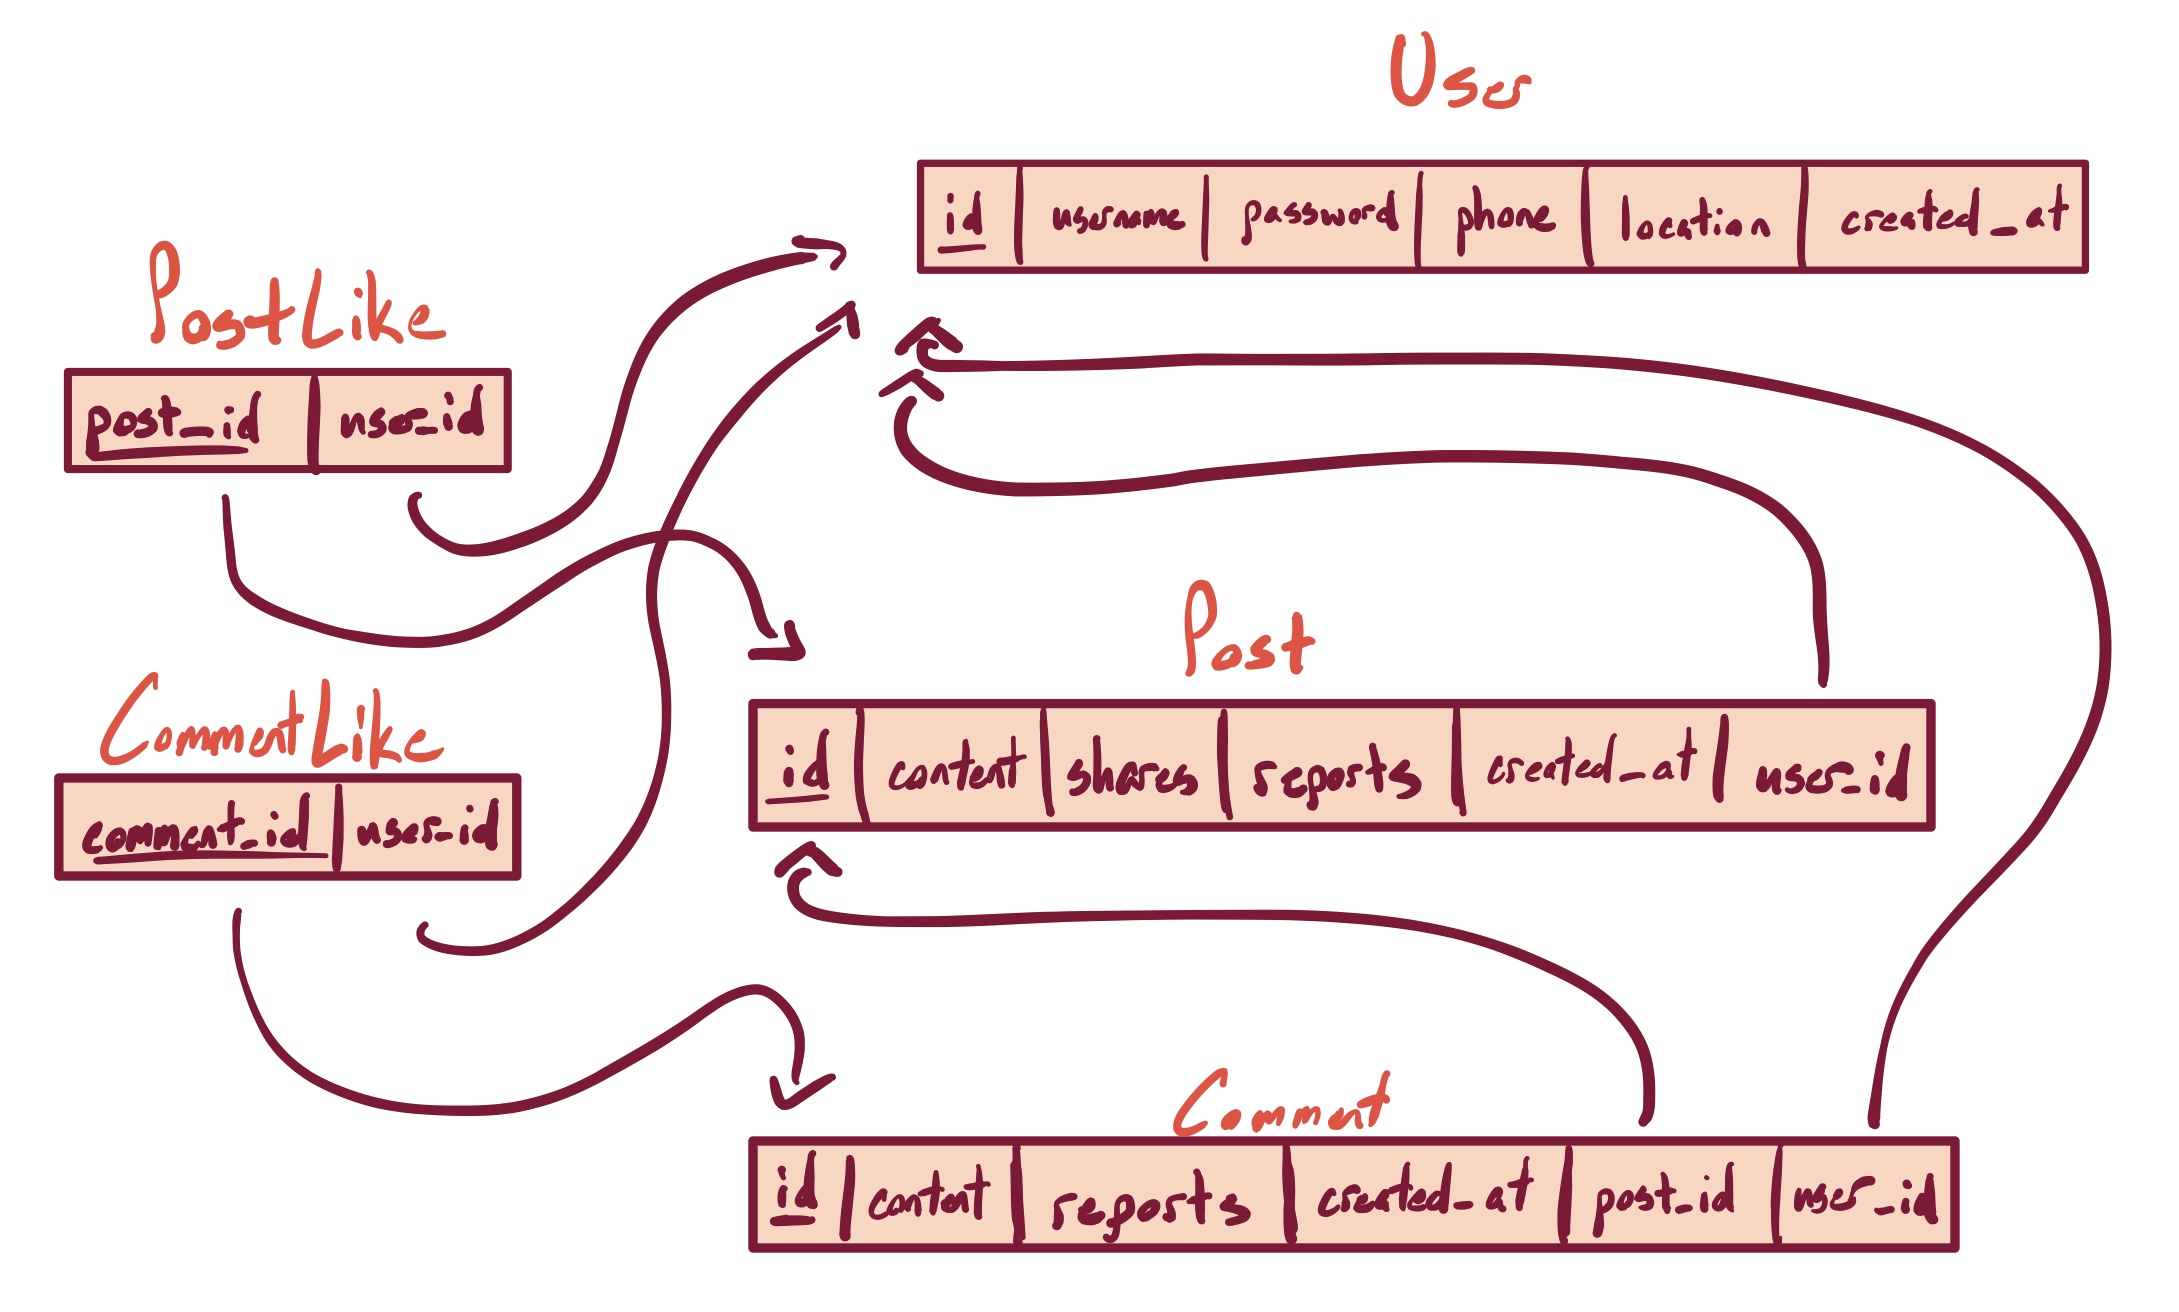 User
id username password phone location created_at
PostLike
post_id user_id
Post
id content shares reports created_at user_id
CommentLike
comment_id user_id
Comment
id content reports created_at post_id user_id